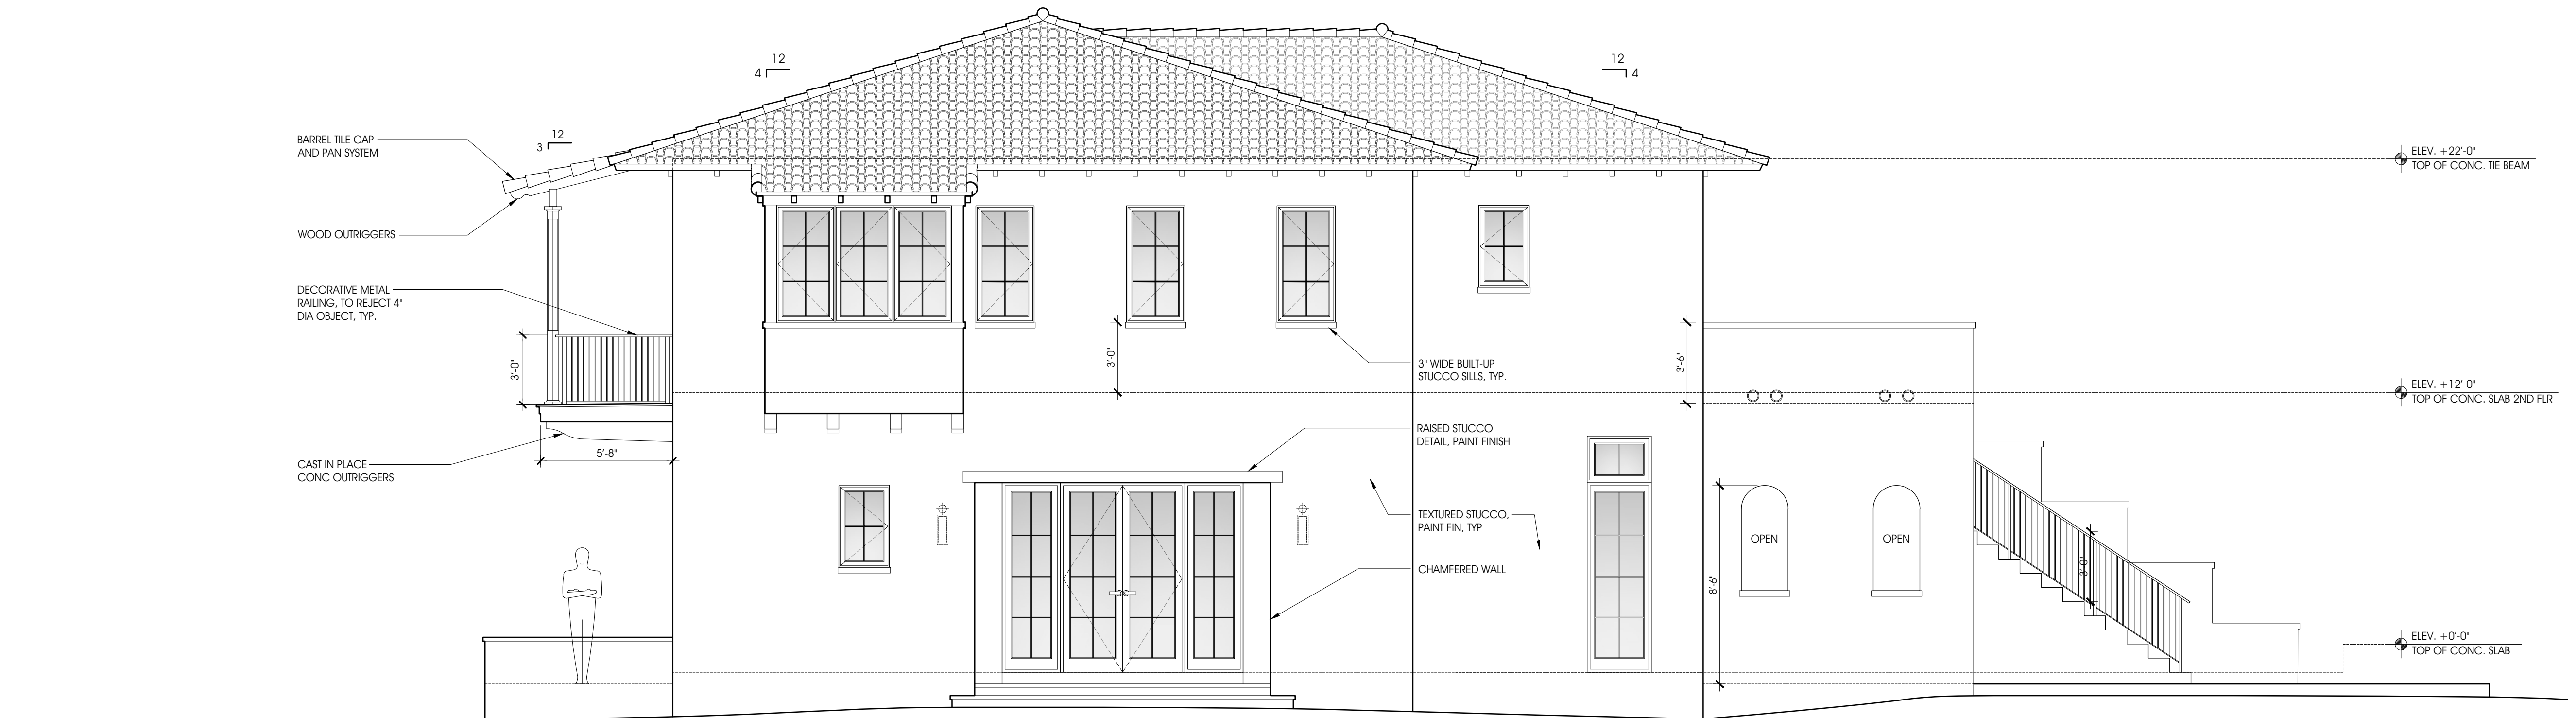 12
4
12
4
BARREL TILE CAP
AND PAN SYSTEM
12
3
ELEV. +22'-0"
TOP OF CONC. TIE BEAM
WOOD OUTRIGGERS
DECORATIVE METAL
RAILING, TO REJECT 4"
DIA OBJECT, TYP.
3'-0"
3'-0"
3'-6"
3" WIDE BUILT-UP
STUCCO SILLS, TYP.
ELEV. +12'-0"
TOP OF CONC. SLAB 2ND FLR
RAISED STUCCO
DETAIL, PAINT FINISH
5'-8"
CAST IN PLACE
CONC OUTRIGGERS
TEXTURED STUCCO,
PAINT FIN, TYP
OPEN
OPEN
CHAMFERED WALL
8'-6"
3'-0"
ELEV. +0'-0"
TOP OF CONC. SLAB